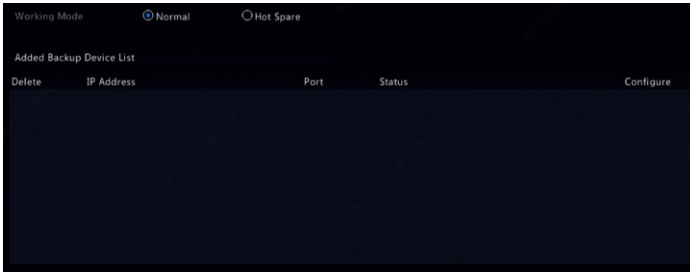 Working Mode Normal Hot Spare
Added Backup Device List
Delete IP Address Port Status Configure